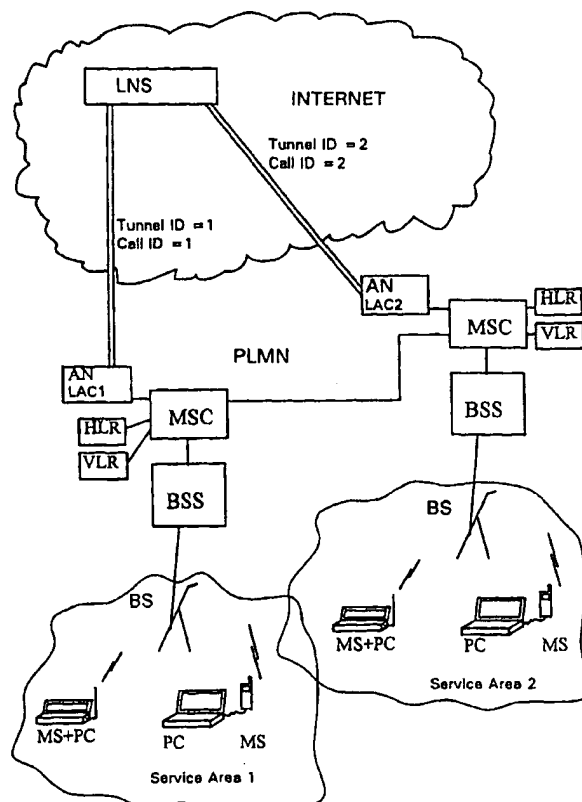 LNS
INTERNET
Tunnel ID = 2
Call ID = 2
Tunnel ID =1
Call ID = 1
AN
LAC2
HLR
MSC
VLR
PLMN
AN
LAC1
MSC
HLR
VLR
BSS
BSS
BS
MS+PC
PC
MS
Service Area 2
BS
MS+PC
PC
MS
Service Area 1